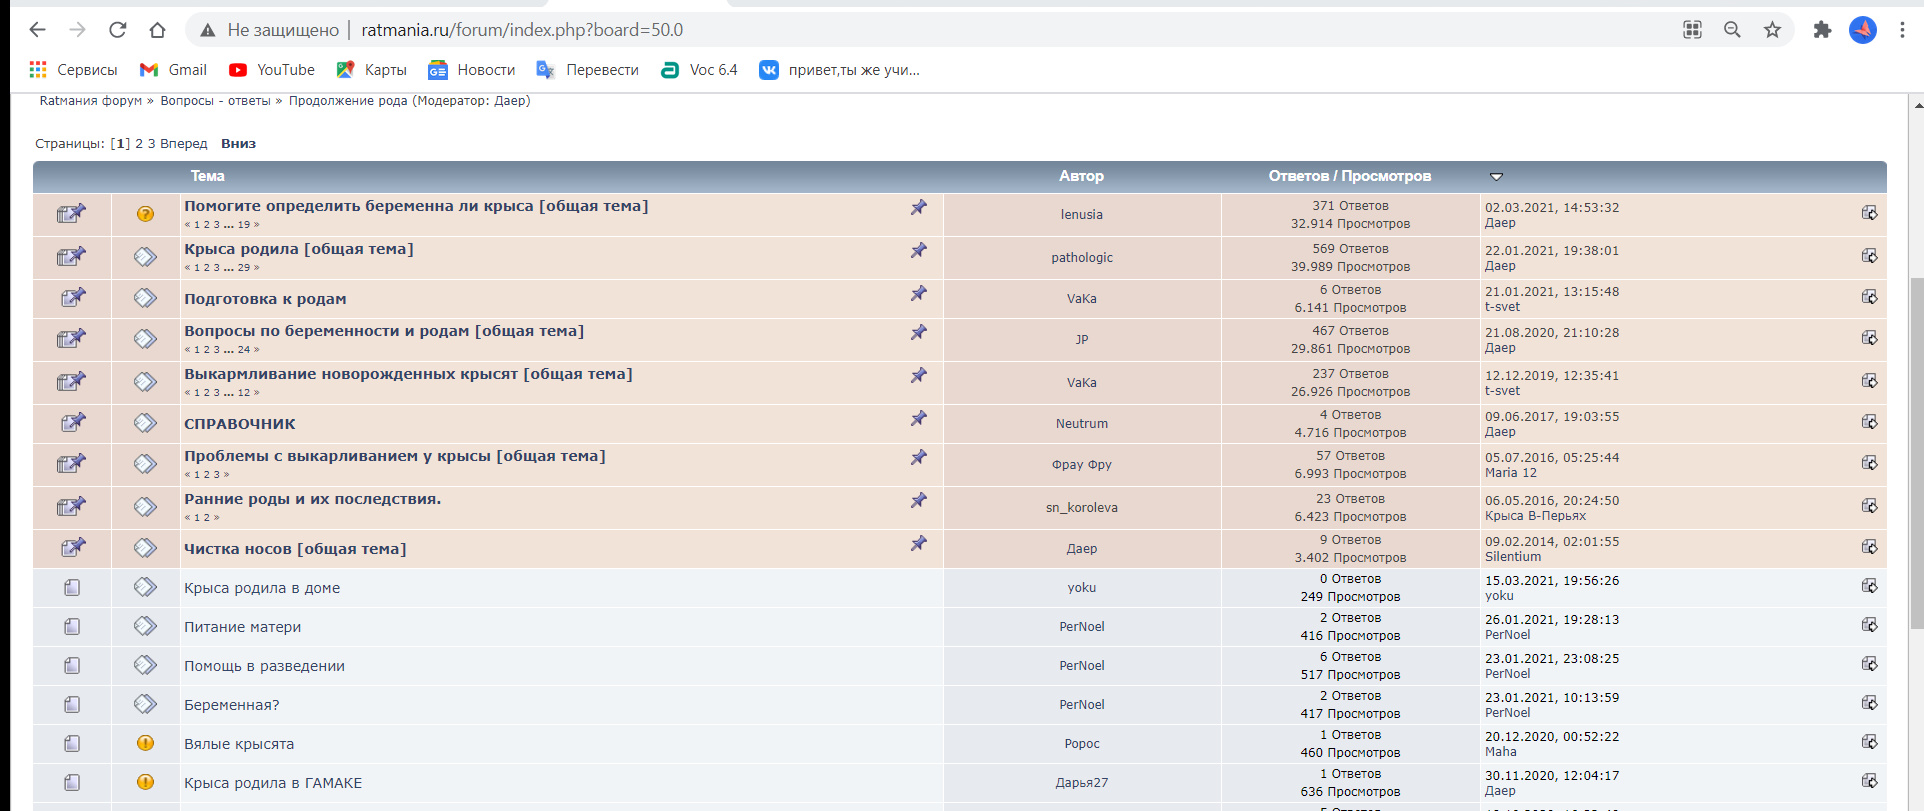 Не защищено | ratmania.ru/forum/index.php?board=50.0
Сервисы Gmail YouTube Карты Новости Перевести Voc 6.4 привет,ты же учи...
Ratмания форум » Вопросы - ответы » Продолжение рода (Модератор: Даер)
Страницы: [1] 2 3 Вперед Вниз
Тема Автор Ответов / Просмотров
Помогите определить беременна ли крыса [общая тема]
« 1 2 3 ... 19 »
lenusia
371 Ответов
32.914 Просмотров
02.03.2021, 14:53:32
Даер
Крыса родила [общая тема]
« 1 2 3 ... 29 »
pathologic
569 Ответов
39.989 Просмотров
22.01.2021, 19:38:01
Даер
Подготовка к родам
VaKa
6 Ответов
6.141 Просмотров
21.01.2021, 13:15:48
t-svet
Вопросы по беременности и родам [общая тема]
« 1 2 3 ... 24 »
JP
467 Ответов
29.861 Просмотров
21.08.2020, 21:10:28
Даер
Выкармливание новорожденных крысят [общая тема]
« 1 2 3 ... 12 »
VaKa
237 Ответов
26.926 Просмотров
12.12.2019, 12:35:41
t-svet
СПРАВОЧНИК
Neutrum
4 Ответов
4.716 Просмотров
09.06.2017, 19:03:55
Даер
Проблемы с выкарливанием у крысы [общая тема]
« 1 2 3 »
Фрау Фру
57 Ответов
6.993 Просмотров
05.07.2016, 05:25:44
Maria 12
Ранние роды и их последствия.
« 1 2 »
sn_koroleva
23 Ответов
6.423 Просмотров
06.05.2016, 20:24:50
Крыса В-Перьях
Чистка носов [общая тема]
Даер
9 Ответов
3.402 Просмотров
09.02.2014, 02:01:55
Silentium
Крыса родила в доме
yoku
0 Ответов
249 Просмотров
15.03.2021, 19:56:26
yoku
Питание матери
PerNoel
2 Ответов
416 Просмотров
26.01.2021, 19:28:13
PerNoel
Помощь в разведении
PerNoel
6 Ответов
517 Просмотров
23.01.2021, 23:08:25
PerNoel
Беременная?
PerNoel
2 Ответов
417 Просмотров
23.01.2021, 10:13:59
PerNoel
Вялые крысята
Ророс
1 Ответов
460 Просмотров
20.12.2020, 00:52:22
Maha
Крыса родила в ГАМАКЕ
Дарья27
1 Ответов
636 Просмотров
30.11.2020, 12:04:17
Даер